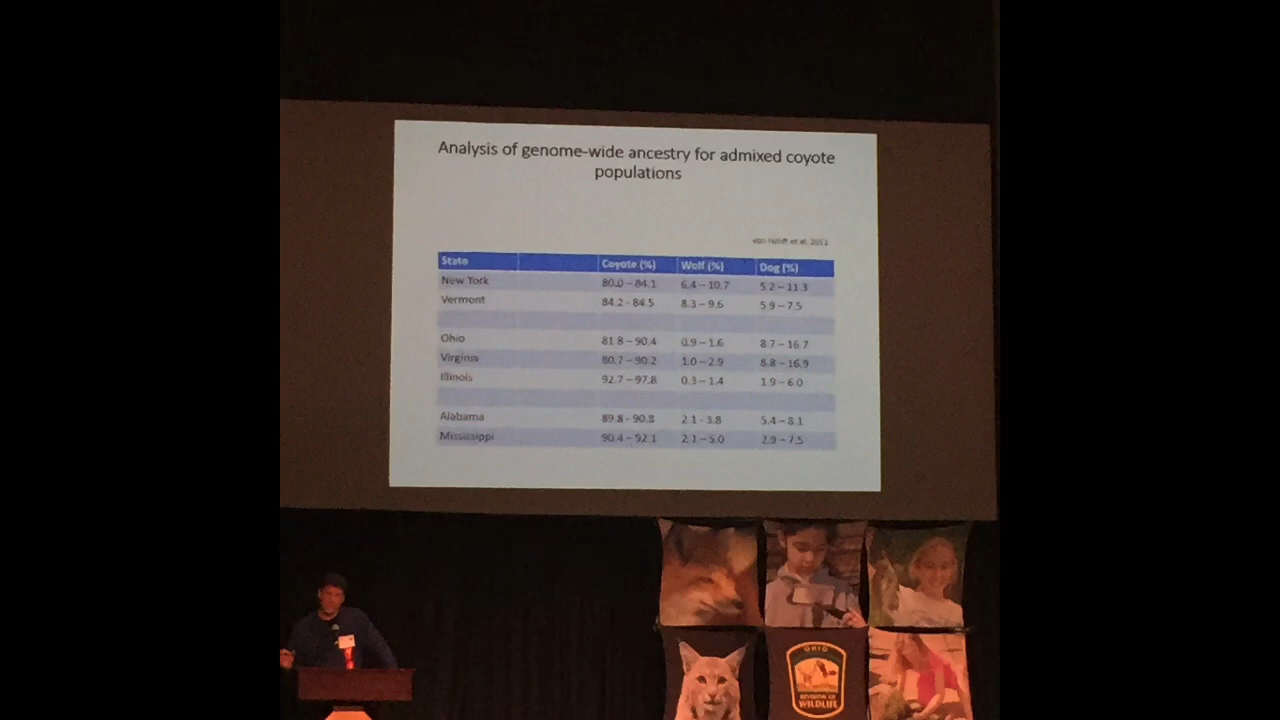 Analysis of genome-wide ancestry for admixed coyote
populations
et al. 2011
State Coyote (%) Wolf (%) Dog (%)
New York 80.0 – 84.1 6.4 – 10.7 5.2 – 11.3
Vermont 84.2 - 84.5 8.3 – 9.6 5.9 – 7.5
Ohio 81.8 – 90.4 0.9 – 1.6 8.7 – 16.7
Virginia 80.7 – 90.2 1.0 – 2.9 8.8 – 16.9
Illinois 92.7 – 97.8 0.3 – 1.4 1.9 – 6.0
Alabama 89.8 - 90.8 2.1 - 3.8 5.4 – 8.1
Mississippi 90.4 – 92.1 2.1 – 5.0 2.9 – 7.5
OHIO
DIVISION OF
WILDLIFE